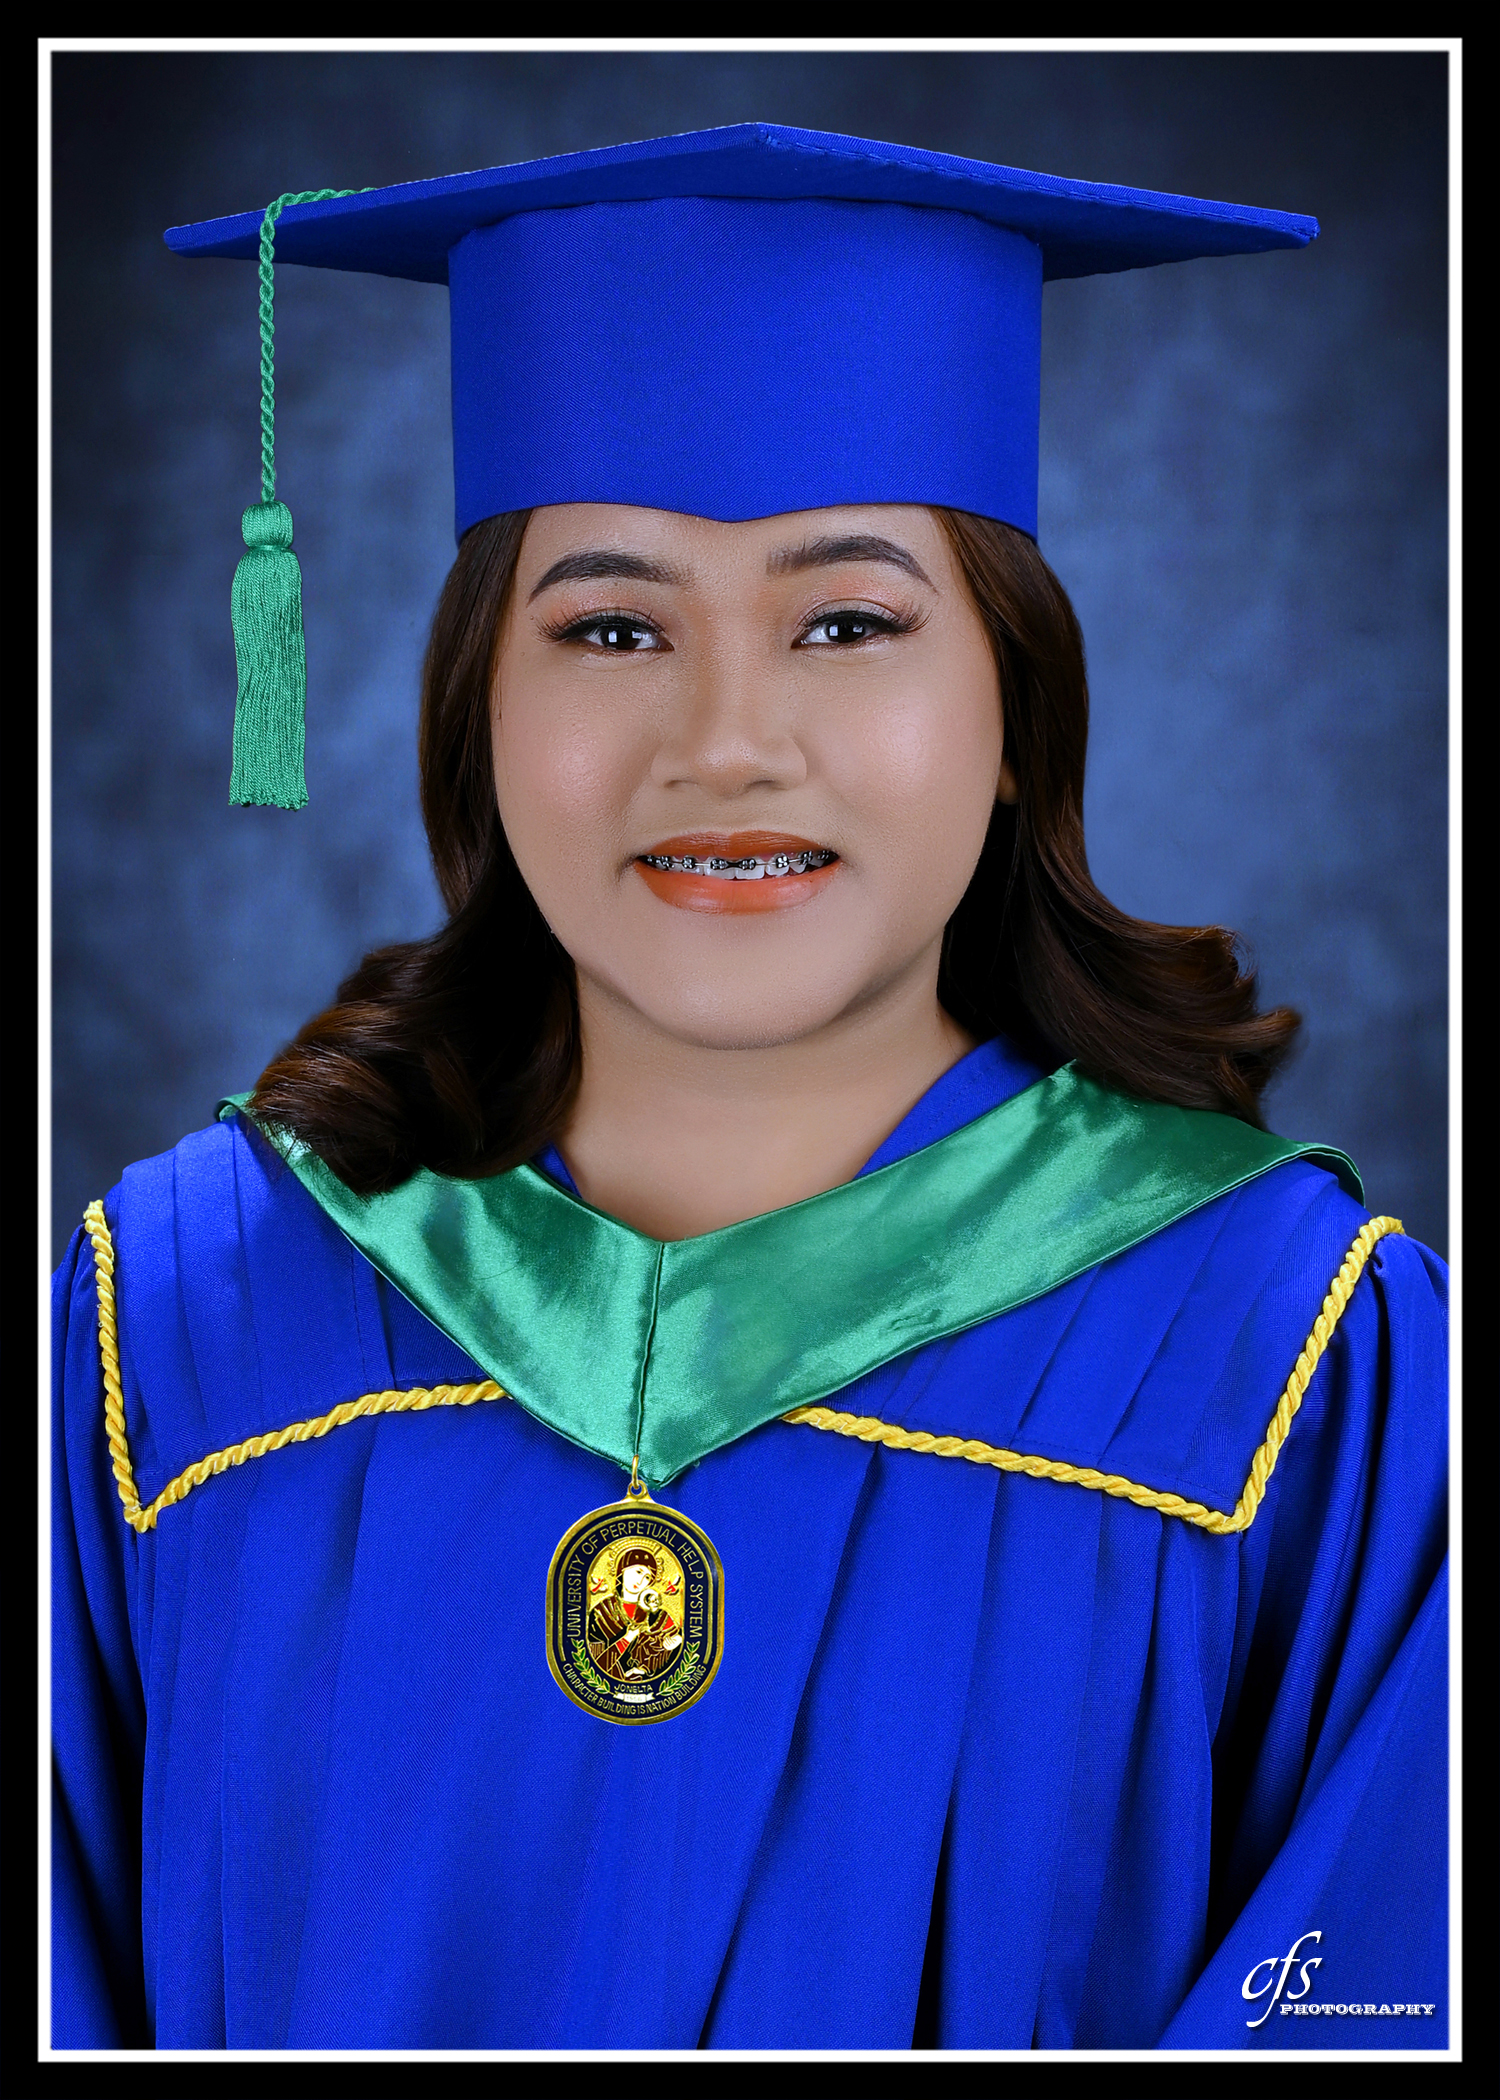 UNIVERSITY OF PERPETUAL HELP SYSTEM
JONELTA
CHARACTER BUILDING IS NATION BUILDING
cfs
PHOTOGRAPHY